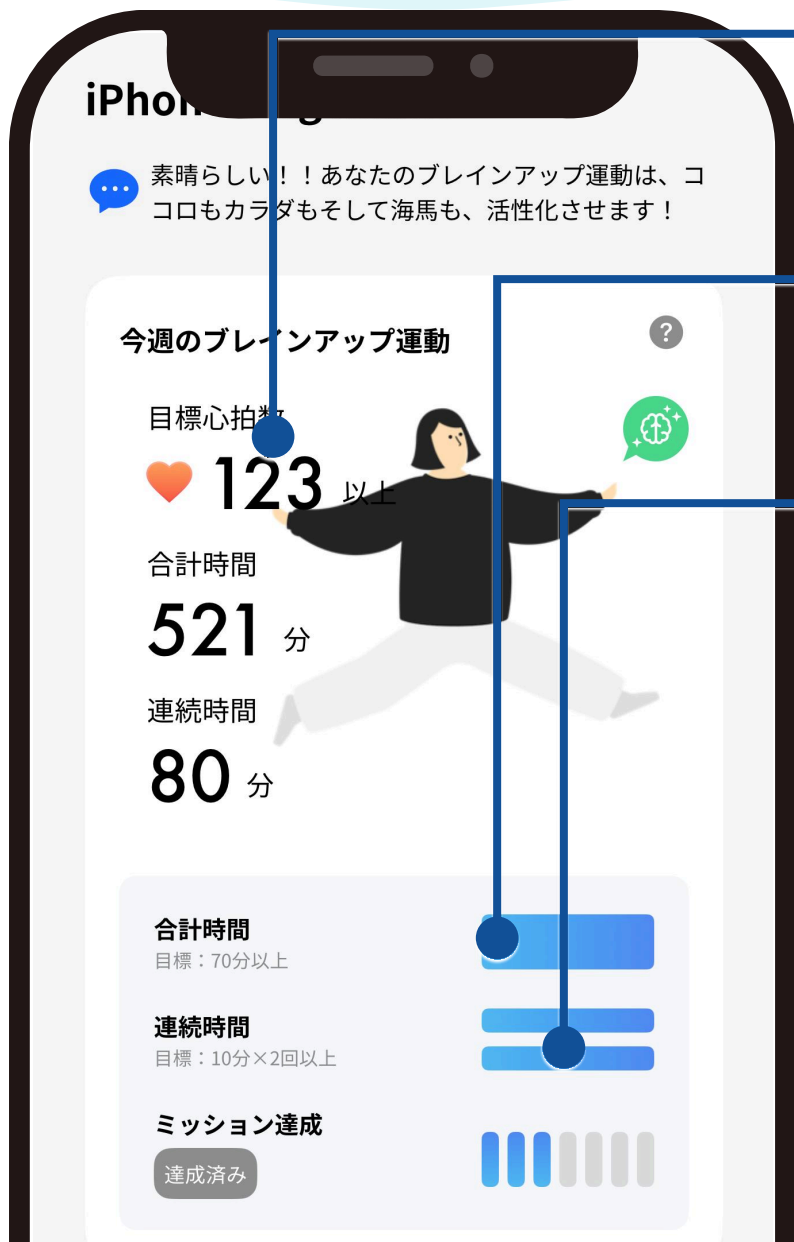 素晴らしい！！あなたのブレインアップ運動は、コ
コロもカラダもそして海馬も、活性化させます！
今週のブレインアップ運動
?
目標心拍数
123 以上
合計時間
521 分
連続時間
80 分
合計時間
目標：70分以上
連続時間
目標：10分×2回以上
ミッション達成
達成済み